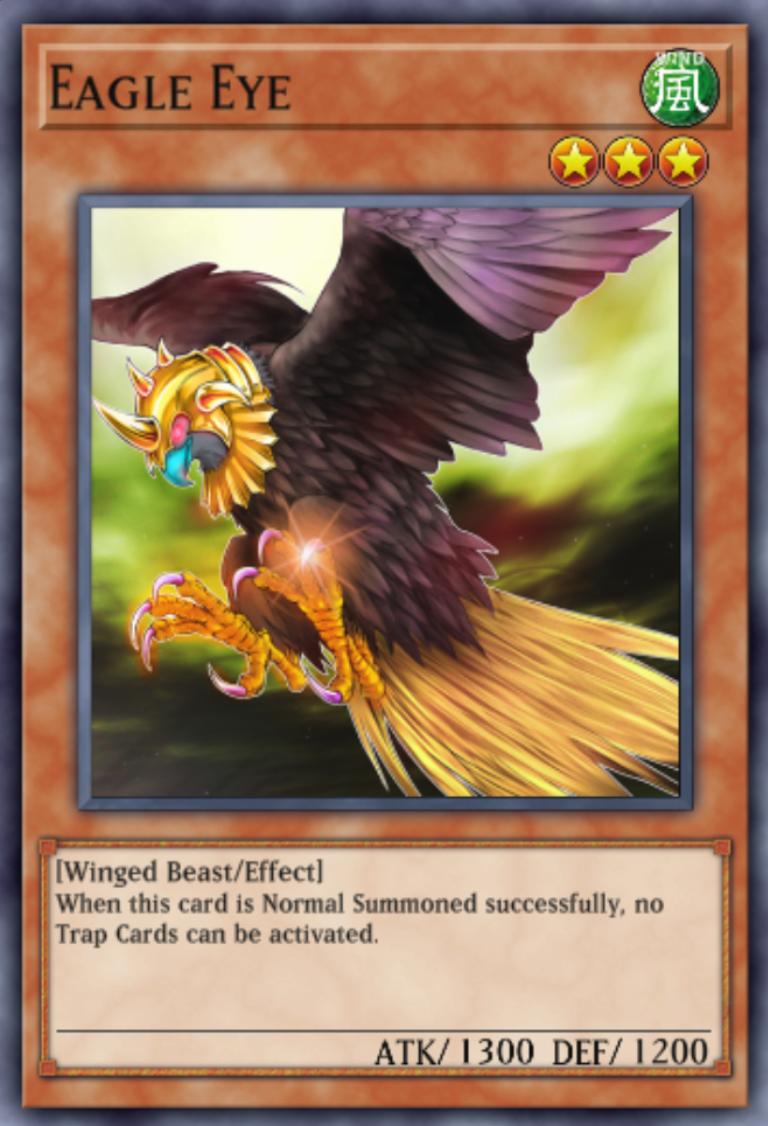 Eagle Eye
WIND
風
[Winged Beast/Effect]
When this card is Normal Summoned successfully, no
Trap Cards can be activated.
ATK/ 1300 DEF/ 1200